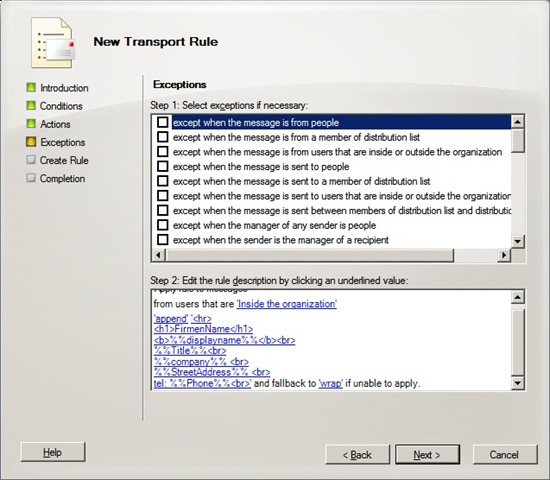 New Transport Rule
Introduction
Conditions
Actions
Exceptions
Create Rule
Completion
Exceptions
Step 1: Select exceptions if necessary:
except when the message is from people
except when the message is from a member of distribution list
except when the message is from users that are inside or outside the organization
except when the message is sent to people
except when the message is sent to a member of distribution list
except when the message is sent to users that are inside or outside the organization
except when the message is sent between members of distribution list and distributio
except when the manager of any sender is people
except when the sender is the manager of a recipient
Step 2: Edit the rule description by clicking an underlined value:
Apply rule to messages
from users that are 'Inside the organization'
'append' '<hr>
<h1>FirmenName</h1>
<b>%%displayname%%</b><br>
%%Title%%<br>
%%company%% <br>
%%StreetAddress%% <br>
tel: %%Phone%%<br>' and fallback to 'wrap' if unable to apply.
Help
< Back
Next >
Cancel